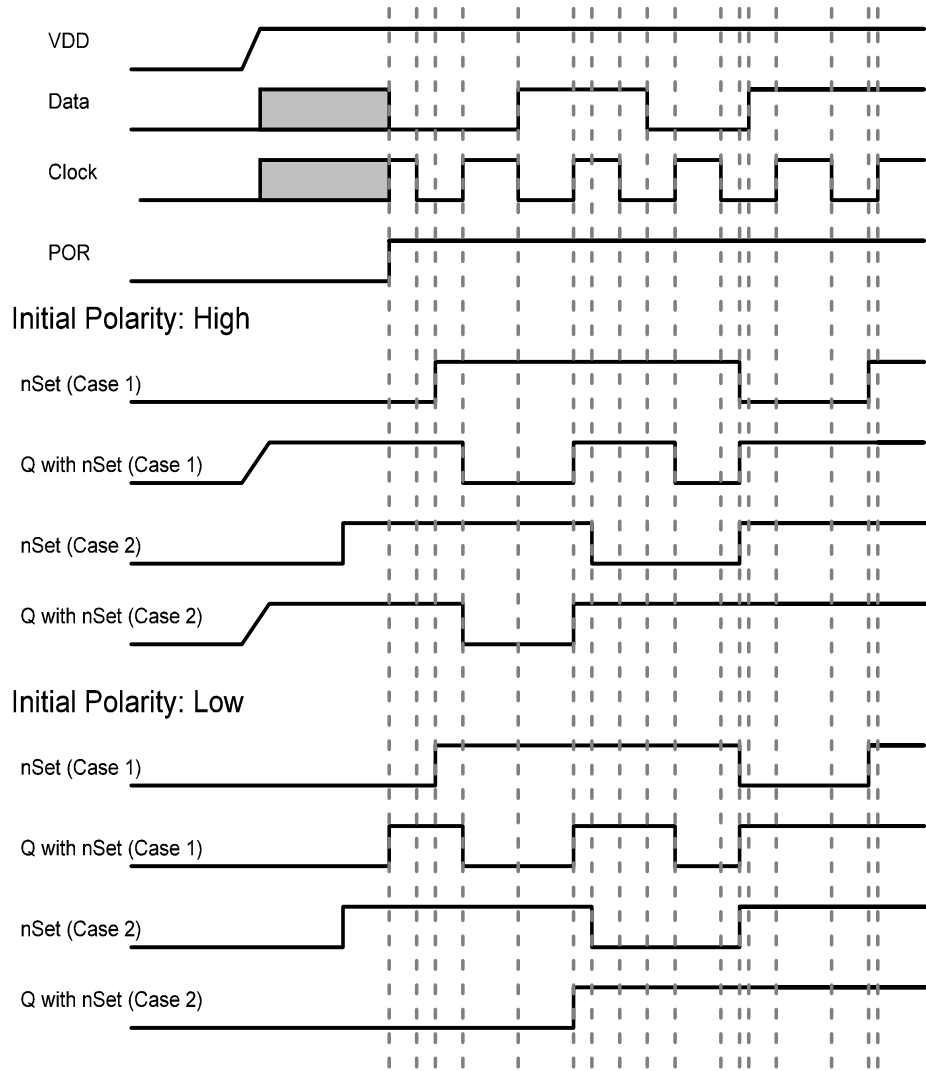 VDD
Data
Clock
POR
Initial Polarity: High
nSet (Case 1)
Q with nSet (Case 1)
nSet (Case 2)
Q with nSet (Case 2)
Initial Polarity: Low
nSet (Case 1)
Q with nSet (Case 1)
nSet (Case 2)
Q with nSet (Case 2)